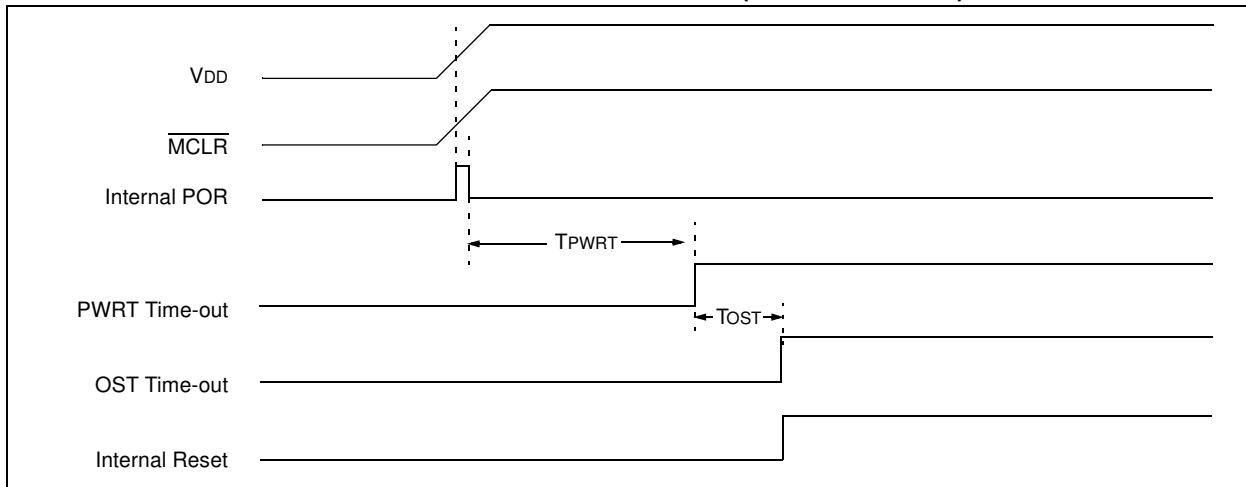 VDD
MCLR
Internal POR
TPWRT
PWRT Time-out
TOST
OST Time-out
Internal Reset